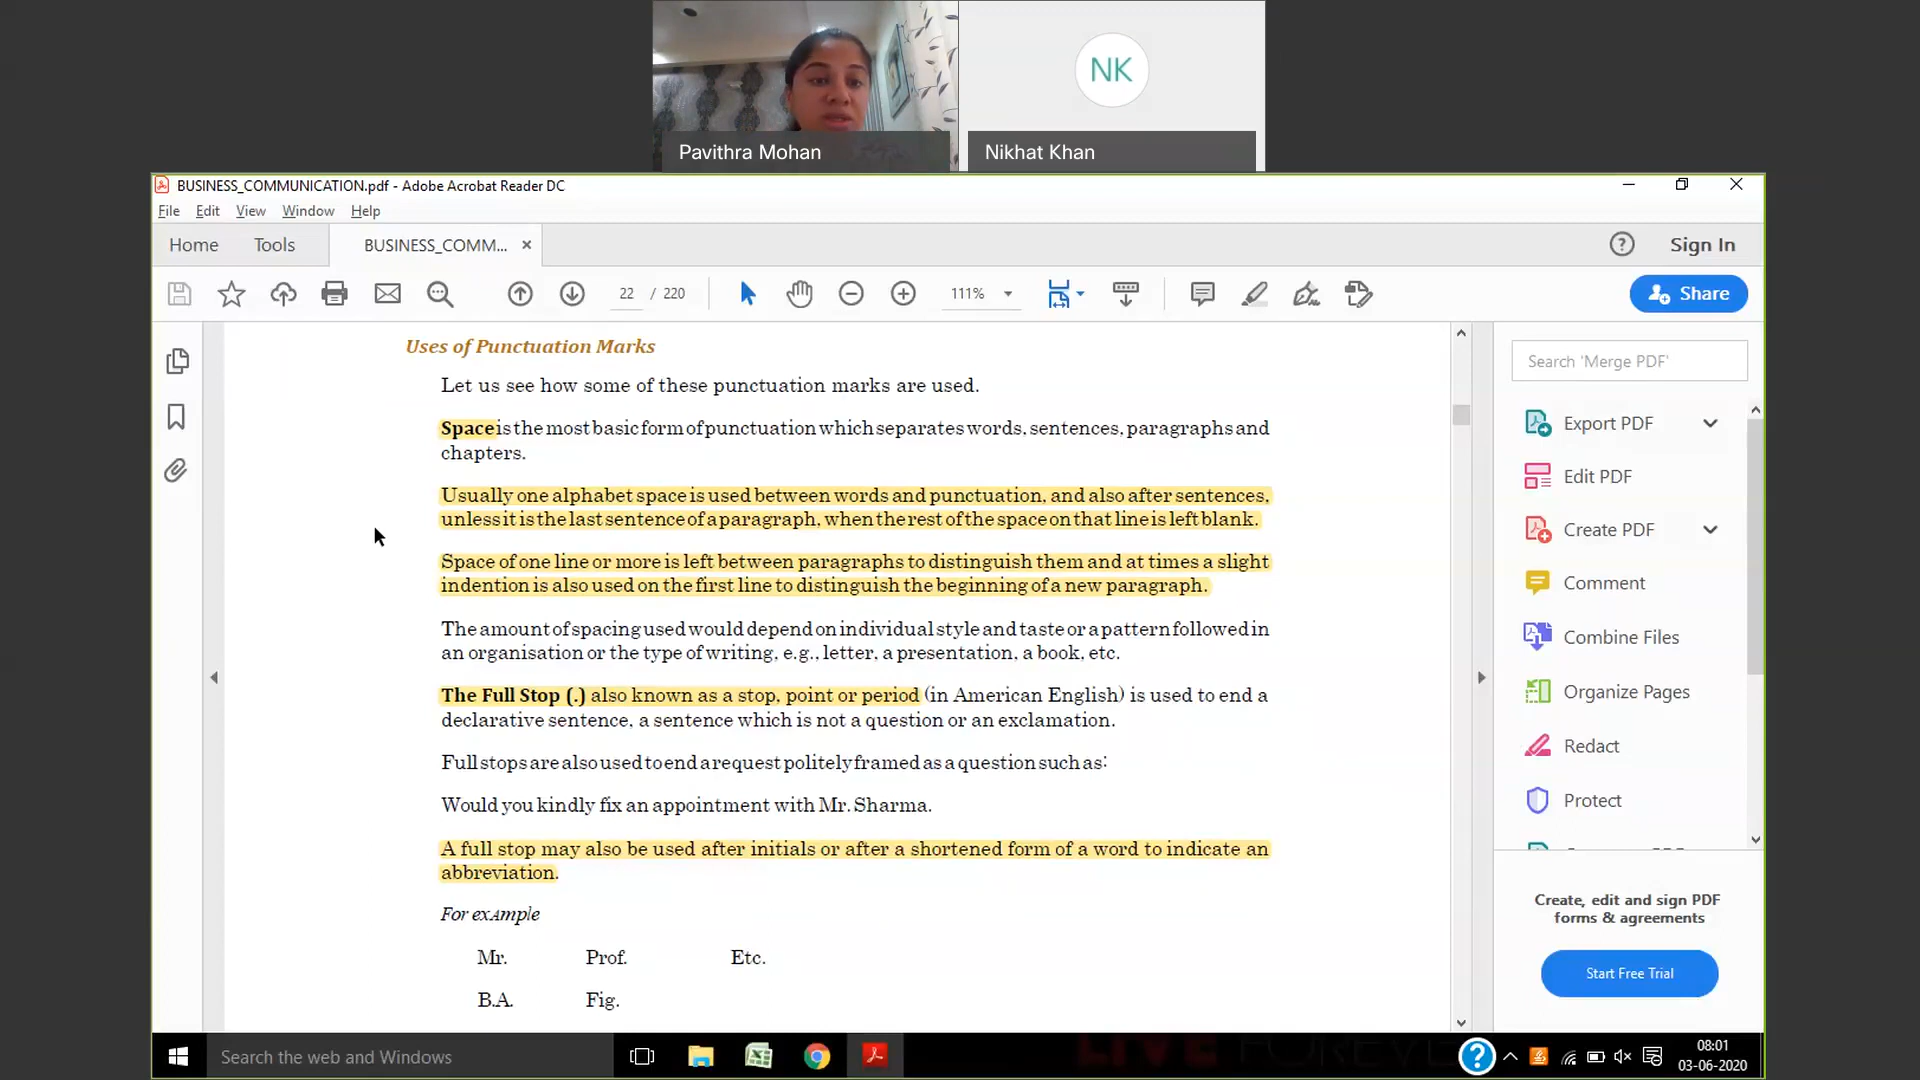 NK
Pavithra Mohan
Nikhat Khan
BUSINESS_COMMUNICATION.pdf - Adobe Acrobat Reader DC
File Edit View Window Help
Home Tools BUSINESS_COMM... × Sign In
22 / 220 111% Share
Uses of Punctuation Marks
Let us see how some of these punctuation marks are used.
Space is the most basic form of punctuation which separates words, sentences, paragraphs and
chapters.
Usually one alphabet space is used between words and punctuation, and also after sentences,
unless it is the last sentence of a paragraph, when the rest of the space on that line is left blank.
Space of one line or more is left between paragraphs to distinguish them and at times a slight
indention is also used on the first line to distinguish the beginning of a new paragraph.
The amount of spacing used would depend on individual style and taste or a pattern followed in
an organisation or the type of writing, e.g., letter, a presentation, a book, etc.
The Full Stop (.) also known as a stop, point or period (in American English) is used to end a
declarative sentence, a sentence which is not a question or an exclamation.
Full stops are also used to end a request politely framed as a question such as:
Would you kindly fix an appointment with Mr. Sharma.
A full stop may also be used after initials or after a shortened form of a word to indicate an
abbreviation.
For exAmple
Mr. Prof. Etc.
B.A. Fig.
Search 'Merge PDF'
Export PDF
Edit PDF
Create PDF
Comment
Combine Files
Organize Pages
Redact
Protect
Create, edit and sign PDF
forms & agreements
Start Free Trial
Search the web and Windows
LIVE FOREVE
08:01
03-06-2020